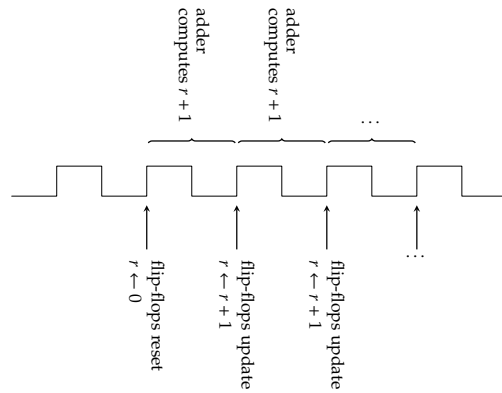 adder
computes r + 1
adder
computes r + 1
...
flip-flops reset
r ← 0
flip-flops update
r ← r + 1
flip-flops update
r ← r + 1
...